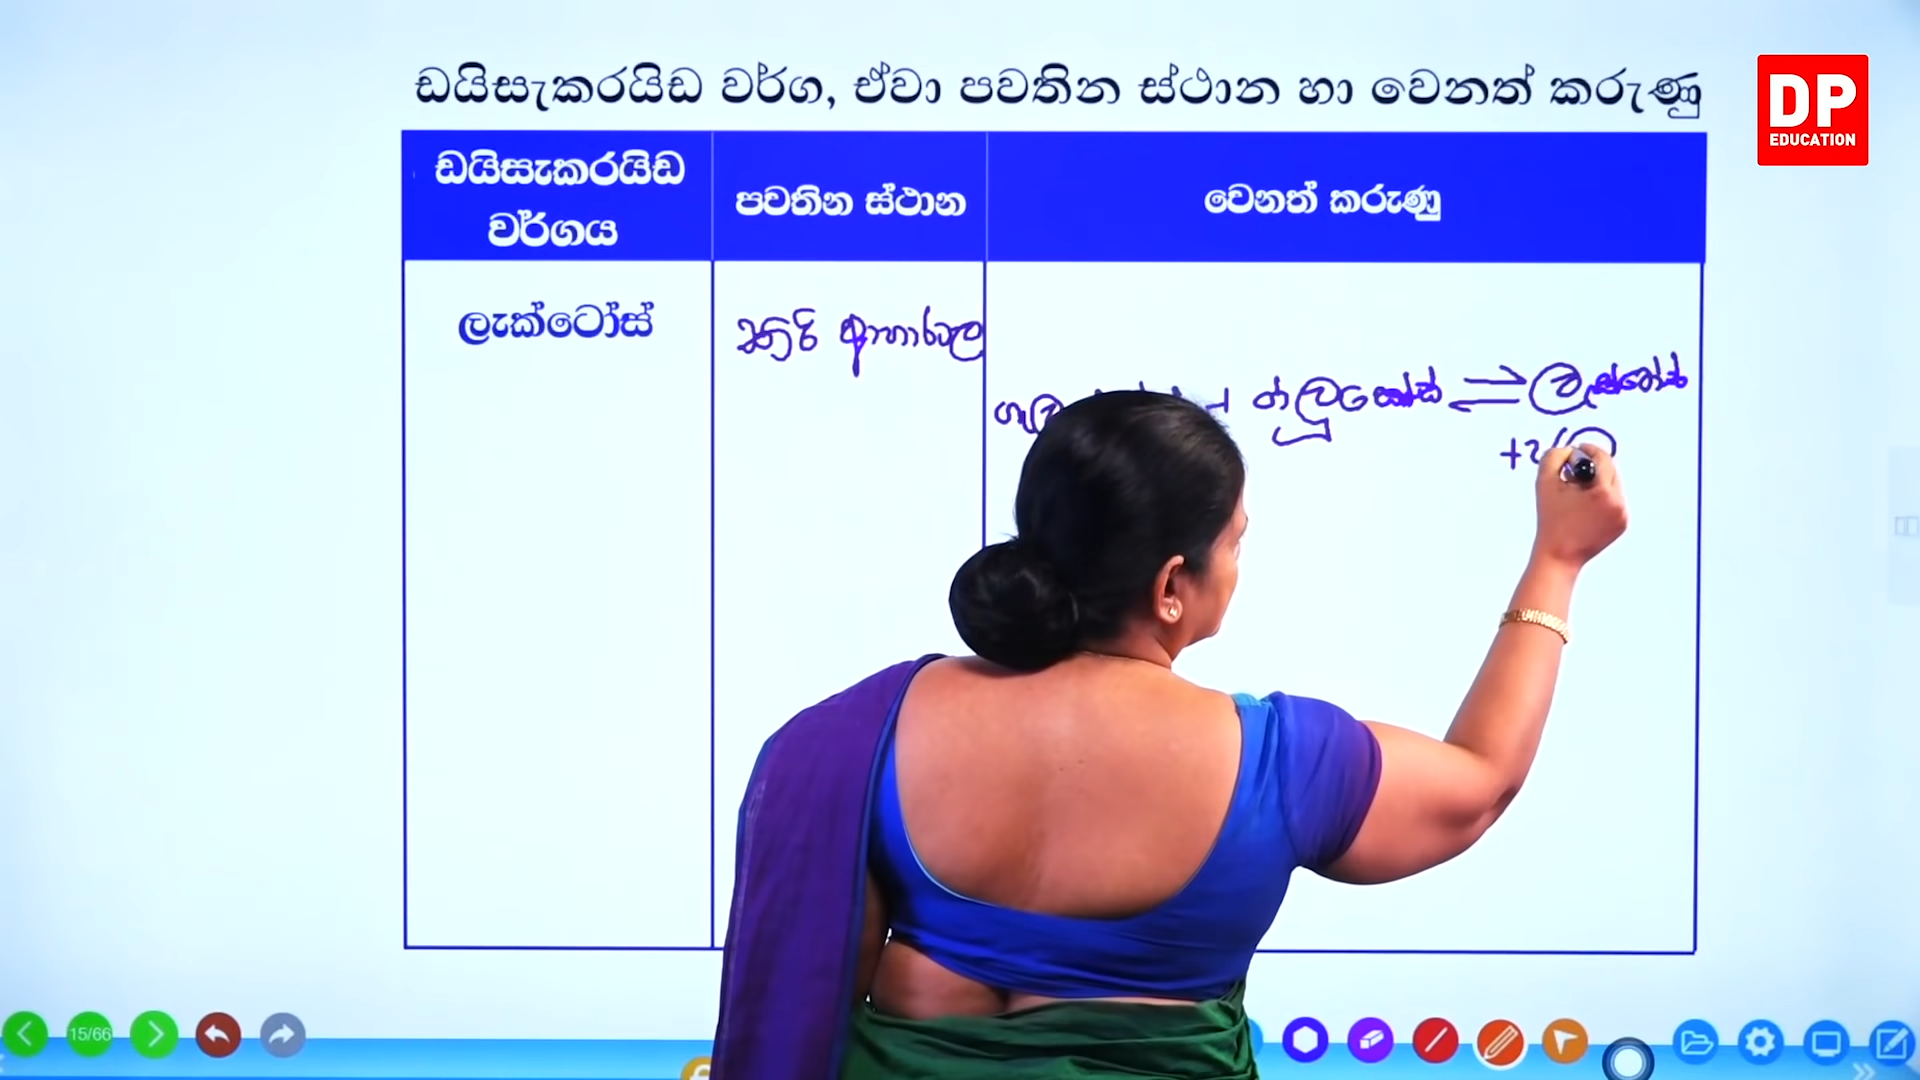 ඩයිසැකරයිඩ වර්ග, ඒවා පවතින ස්ථාන හා වෙනත් කරුණු
DP
EDUCATION
ඩයිසැකරයිඩ
වර්ගය
පවතින ස්ථාන
වෙනත් කරුණු
ලැක්ටෝස්
කිරි ආහාරවල
ග්ලූකෝස් ⇌
15/66